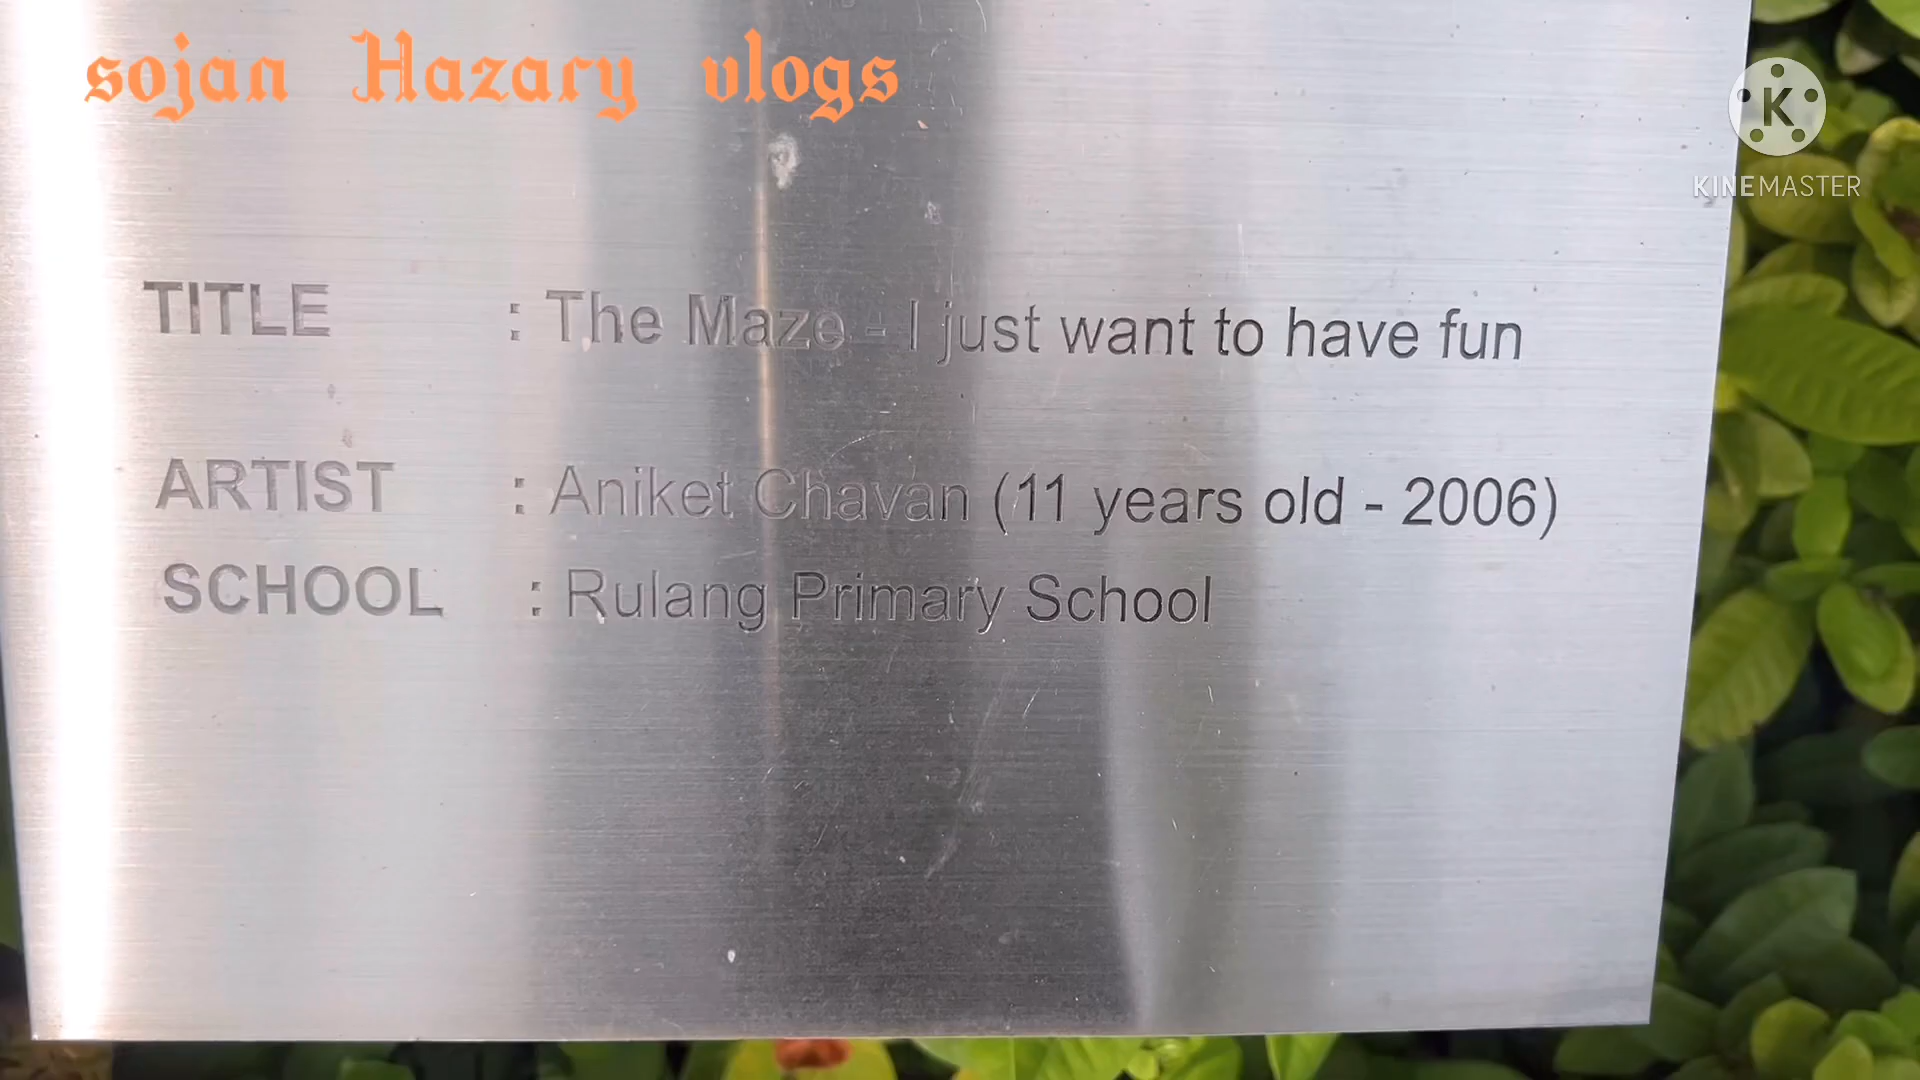 sojan Hazary vlogs
K
KINEMASTER
TITLE : The Maze - I just want to have fun
ARTIST : Aniket Chavan (11 years old - 2006)
SCHOOL : Rulang Primary School